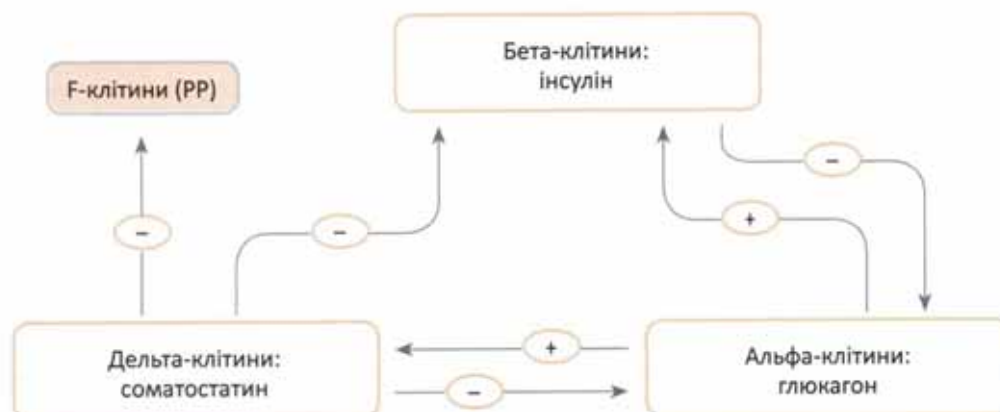 Бета-клітини:
інсулін
F-клітини (PP)
–
–
–
+
+
–
Дельта-клітини:
соматостатин
Альфа-клітини:
глюкагон